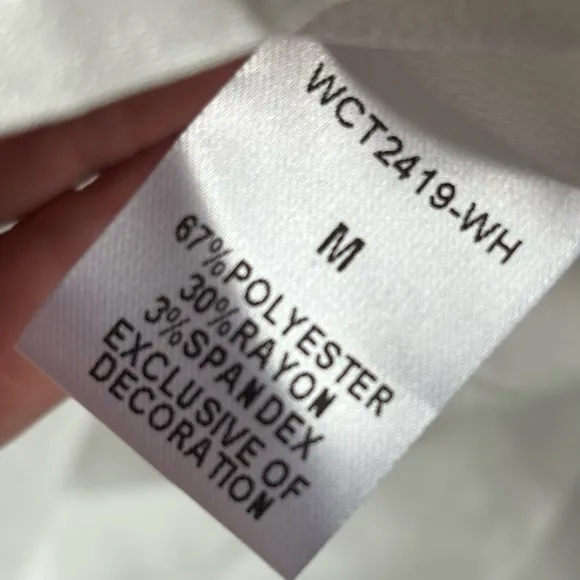 WCT2419-WH
M
67%POLYESTER
30%RAYON
3%SPANDEX
EXCLUSIVE OF
DECORATION